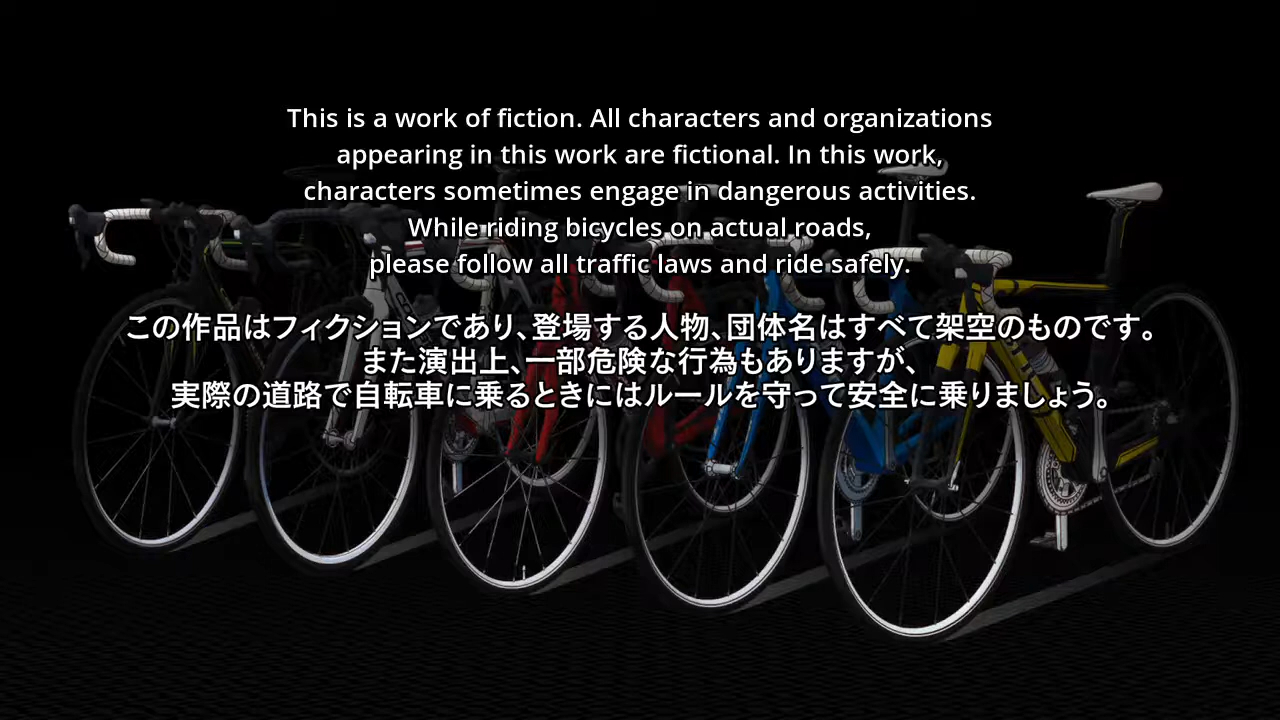 This is a work of fiction. All characters and organizations
appearing in this work are fictional. In this work,
characters sometimes engage in dangerous activities.
While riding bicycles on actual roads,
please follow all traffic laws and ride safely.
この作品はフィクションであり、登場する人物、団体名はすべて架空のものです。
また演出上、一部危険な行為もありますが、
実際の道路で自転車に乗るときにはルールを守って安全に乗りましょう。